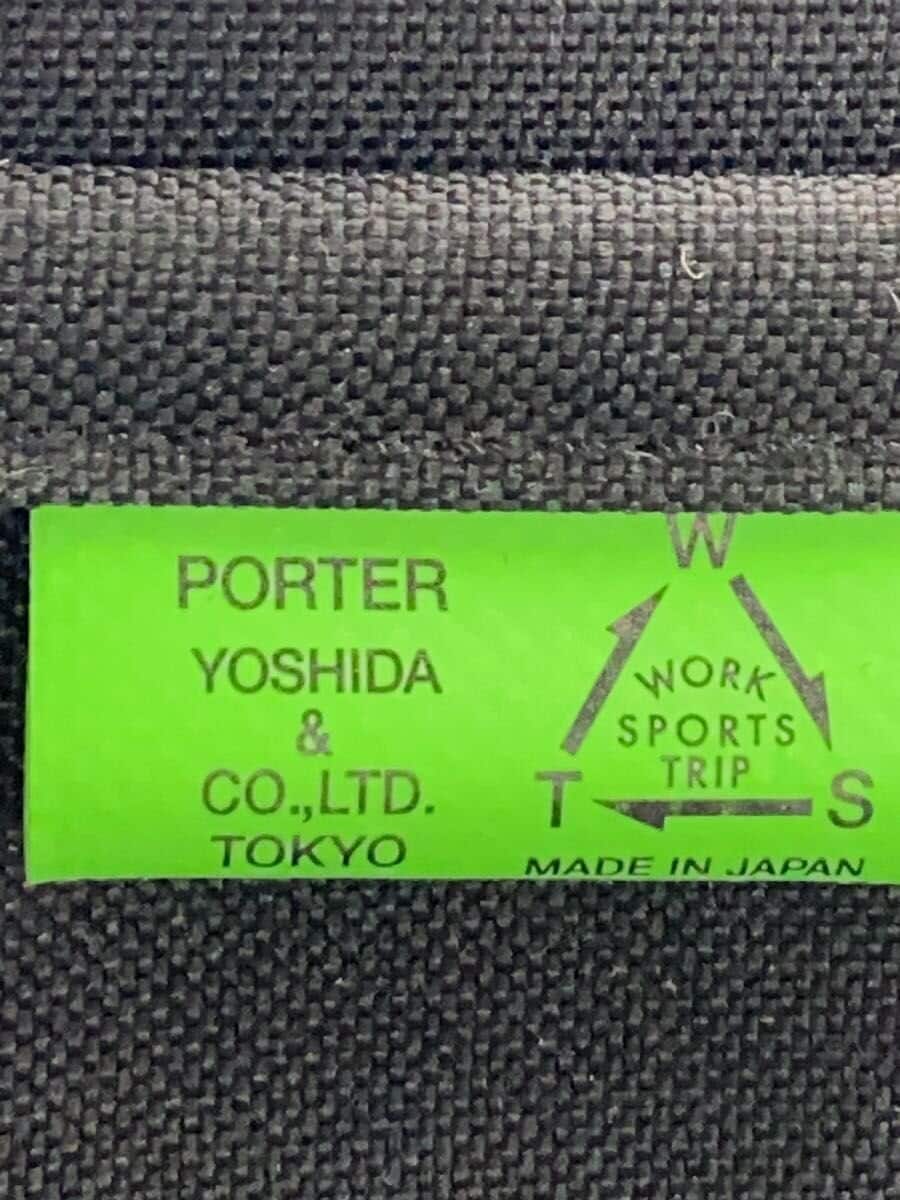 PORTER
YOSHIDA
&
CO.,LTD.
TOKYO
W
WORK
SPORTS
TRIP
T S
MADE IN JAPAN